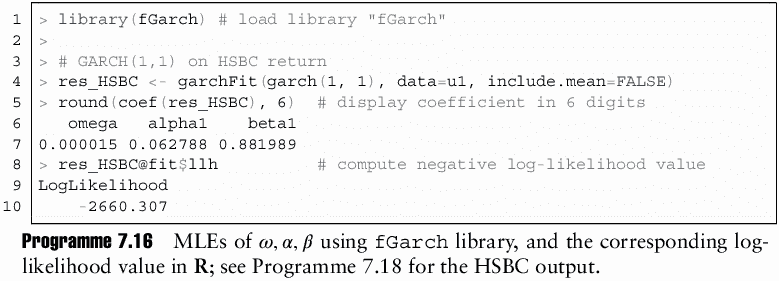 1 > library(fGarch) # load library "fGarch"
2 >
3 > # GARCH(1,1) on HSBC return
4 > res_HSBC <- garchFit(garch(1, 1), data=u1, include.mean=FALSE)
5 > round(coef(res_HSBC), 6) # display coefficient in 6 digits
6 omega alpha1 beta1
7 0.000015 0.062788 0.881989
8 > res_HSBC@fit$llh # compute negative log-likelihood value
9 LogLikelihood
10 -2660.307
Programme 7.16 MLEs of ω, α, β using fGarch library, and the corresponding log-
likelihood value in R; see Programme 7.18 for the HSBC output.